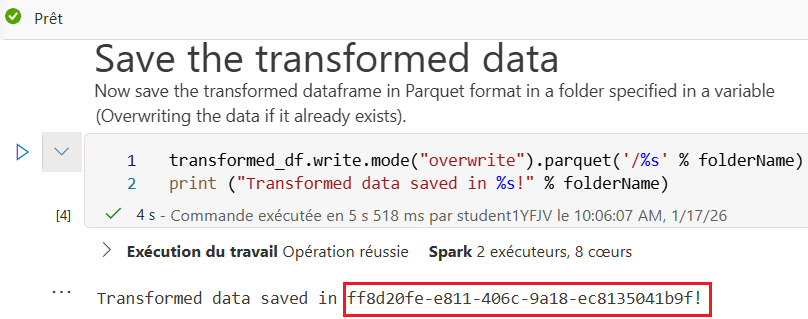 Prêt
Save the transformed data
Now save the transformed dataframe in Parquet format in a folder specified in a variable
(Overwriting the data if it already exists).
1 transformed_df.write.mode("overwrite").parquet('/%s' % folderName)
2 print ("Transformed data saved in %s!" % folderName)
[4] 4 s - Commande exécutée en 5 s 518 ms par student1YFJV le 10:06:07 AM, 1/17/26
Exécution du travail Opération réussie Spark 2 exécuteurs, 8 cœurs
... Transformed data saved in ff8d20fe-e811-406c-9a18-ec8135041b9f!